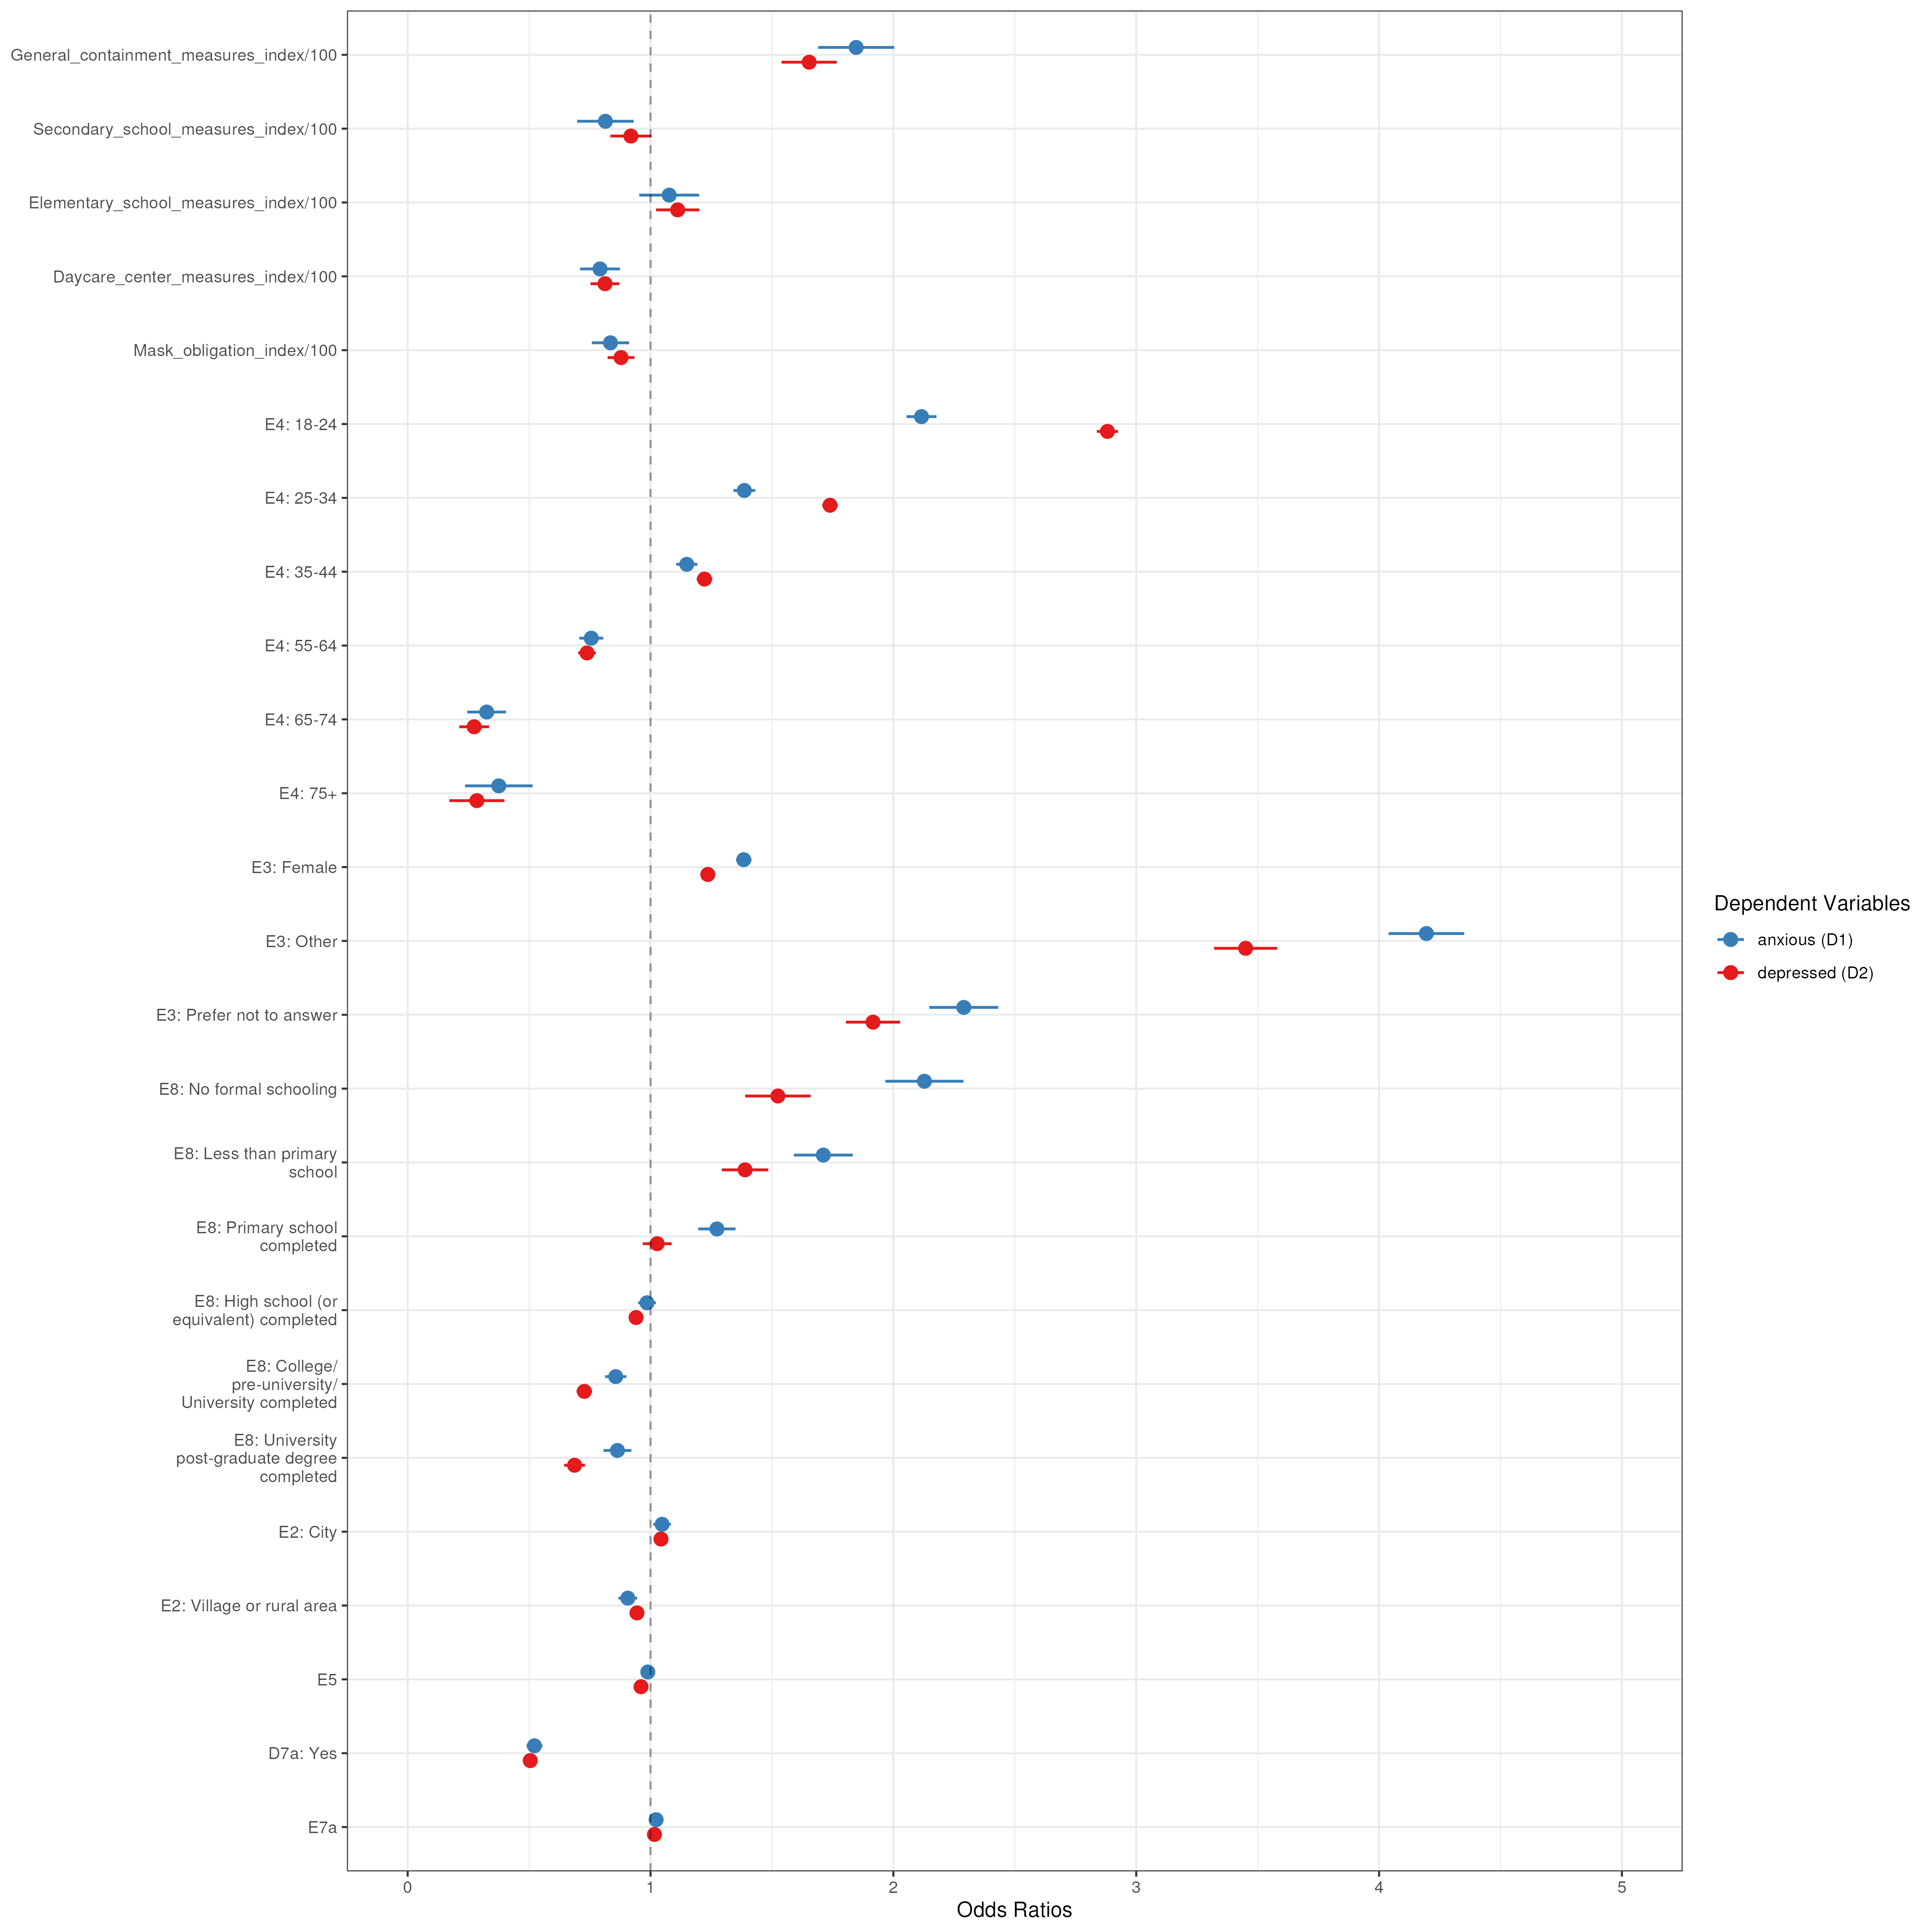 General_containment_measures_index/100
Secondary_school_measures_index/100
Elementary_school_measures_index/100
Daycare_center_measures_index/100
Mask_obligation_index/100
E4: 18-24
E4: 25-34
E4: 35-44
E4: 55-64
E4: 65-74
E4: 75+
E3: Female
E3: Other
E3: Prefer not to answer
E8: No formal schooling
E8: Less than primary
school
E8: Primary school
completed
E8: High school (or
equivalent) completed
E8: College/
pre-university/
University completed
E8: University
post-graduate degree
completed
E2: City
E2: Village or rural area
E5
D7a: Yes
E7a
0 1 2 3 4 5
Odds Ratios
Dependent Variables
anxious (D1)
depressed (D2)